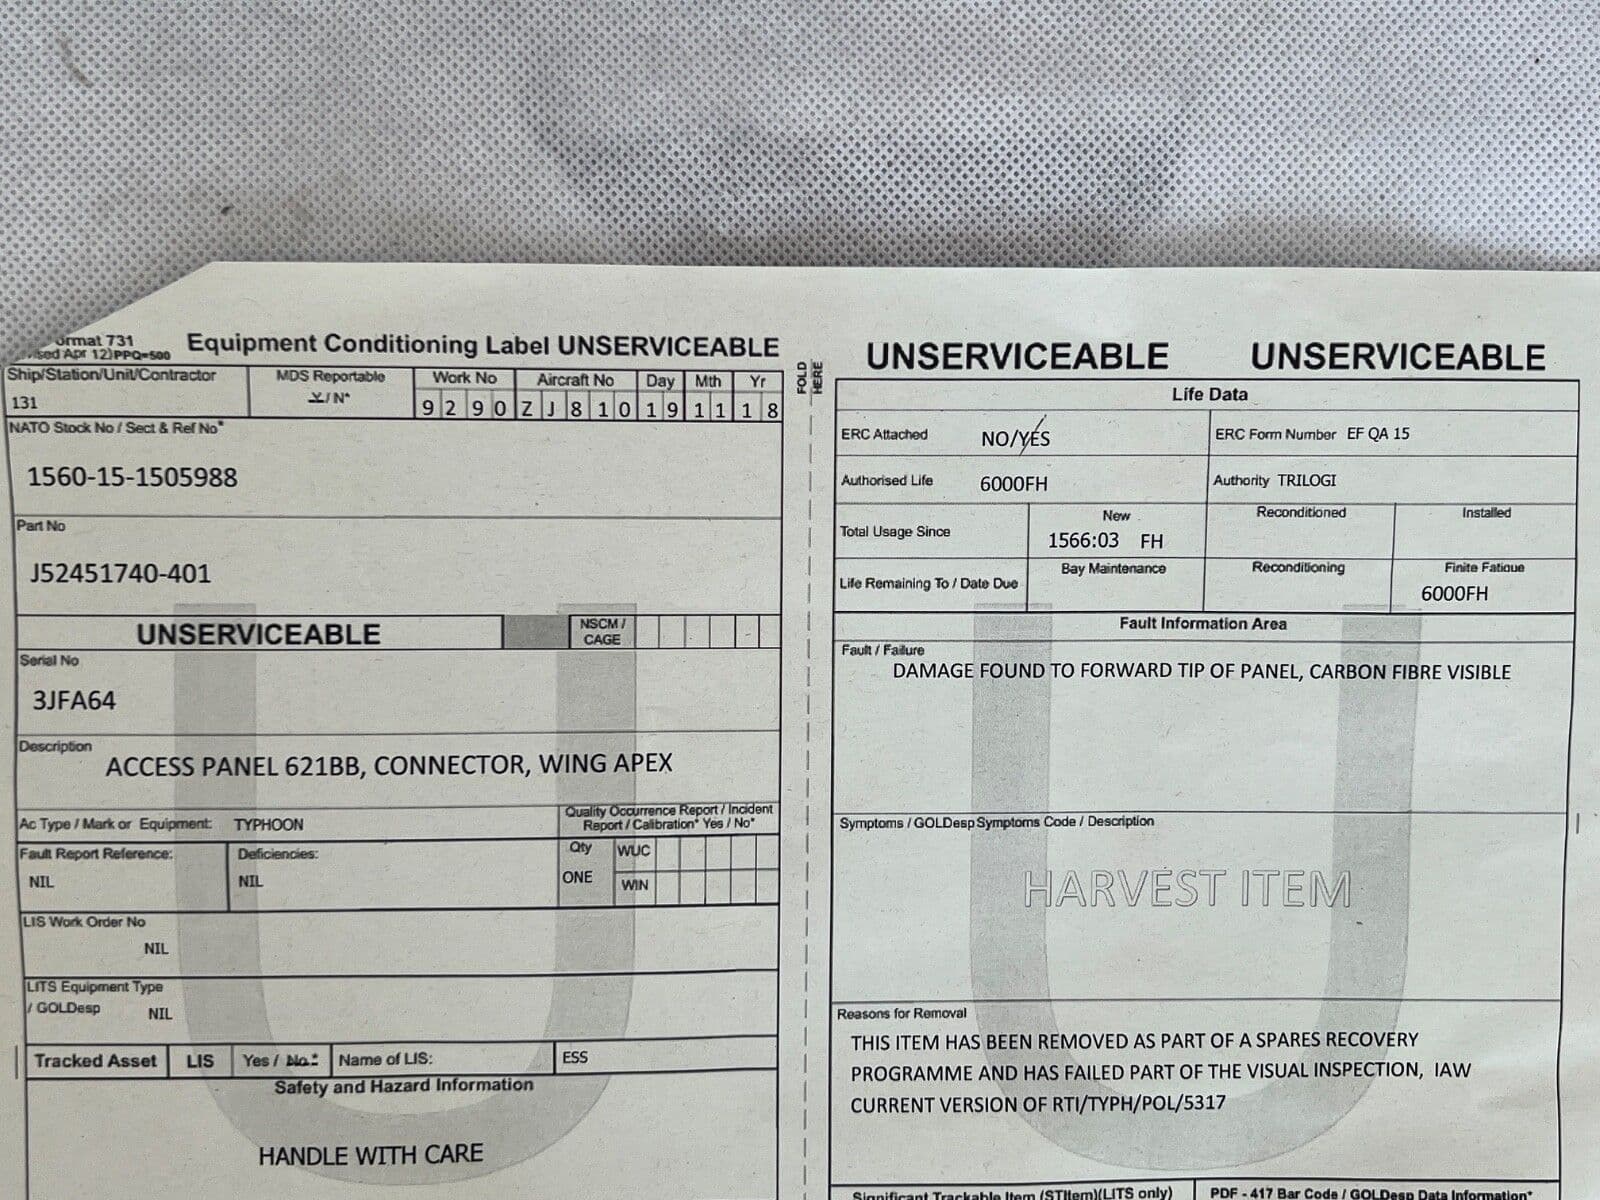 ormat 731
sed Apr 12) PPQ=500
Equipment Conditioning Label UNSERVICEABLE
Ship/Station/Unit/Contractor
131
MDS Reportable
Y/N*
Work No
9290
Aircraft No
ZJ810
Day
19
Mth
11
Yr
18
NATO Stock No / Sect & Ref No*
1560-15-1505988
Part No
J52451740-401
UNSERVICEABLE
NSCM /
CAGE
-
Serial No
3JFA64
Description
ACCESS PANEL 621BB, CONNECTOR, WING APEX
Ac Type / Mark or Equipment: TYPHOON
Quality Occurrence Report / Incident
Report / Calibration* Yes / No*
Fault Report Reference:
NIL
Deficiencies:
NIL
Qty
ONE
WUC
WIN
LIS Work Order No
NIL
LITS Equipment Type
/ GOLDesp
NIL
Tracked Asset
LIS
Yes / No*
Name of LIS:
ESS
Safety and Hazard Information
HANDLE WITH CARE
U
FOLD
HERE
UNSERVICEABLE UNSERVICEABLE
Life Data
ERC Attached NO/YES
ERC Form Number EF QA 15
Authorised Life 6000FH
Authority TRILOGI
Total Usage Since
New
1566:03 FH
Reconditioned
Installed
Life Remaining To / Date Due
Bay Maintenance
Reconditioning
Finite Fatigue
6000FH
Fault Information Area
Fault / Failure
DAMAGE FOUND TO FORWARD TIP OF PANEL, CARBON FIBRE VISIBLE
Symptoms / GOLDesp Symptoms Code / Description
HARVEST ITEM
Reasons for Removal
THIS ITEM HAS BEEN REMOVED AS PART OF A SPARES RECOVERY
PROGRAMME AND HAS FAILED PART OF THE VISUAL INSPECTION, IAW
CURRENT VERSION OF RTI/TYPH/POL/5317
U
Significant Trackable Item (STItem)(LITS only)
PDF - 417 Bar Code / GOLDesp Data Information*